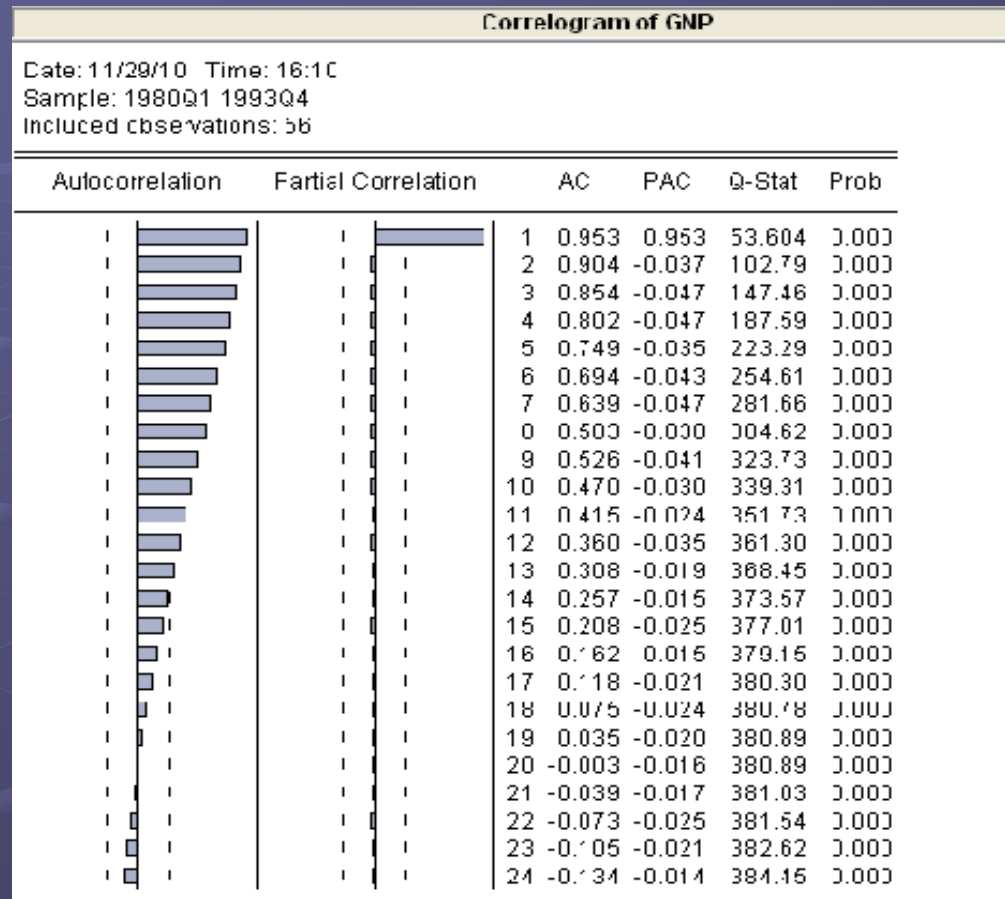 Correlogram of GNP
Date: 11/29/10 Time: 16:10
Sample: 1980Q1 1993Q4
Included observations: 56
Autocorrelation Partial Correlation AC PAC Q-Stat Prob
1 0.953 0.953 53.604 0.000
2 0.904 -0.037 102.79 0.000
3 0.854 -0.047 147.46 0.000
4 0.802 -0.047 187.59 0.000
5 0.749 -0.035 223.29 0.000
6 0.694 -0.043 254.61 0.000
7 0.639 -0.047 281.66 0.000
8 0.583 304.62 0.000
9 0.526 -0.041 323.73 0.000
10 0.470 -0.030 339.31 0.000
11 0.415 -0.024 351.73 0.000
12 0.360 -0.035 361.30 0.000
13 0.308 -0.019 368.45 0.000
14 0.257 -0.015 373.57 0.000
15 0.208 -0.025 377.01 0.000
16 0.162 0.015 379.15 0.000
17 0.118 -0.021 380.30 0.000
18 0.075 -0.024 380.78 0.000
19 0.035 -0.020 380.89 0.000
20 -0.003 -0.016 380.89 0.000
21 -0.039 -0.017 381.03 0.000
22 -0.073 -0.025 381.54 0.000
23 -0.105 -0.021 382.62 0.000
24 -0.134 -0.014 384.45 0.000